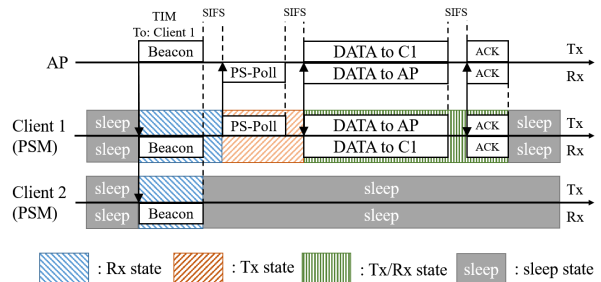 TIM
To: Client 1
SIFS
SIFS
SIFS
AP
Beacon
PS-Poll
DATA to C1
DATA to AP
ACK
ACK
Tx
Rx
Client 1
(PSM)
sleep
sleep
Beacon
PS-Poll
DATA to AP
DATA to C1
ACK
ACK
sleep
sleep
Tx
Rx
Client 2
(PSM)
sleep
sleep
Beacon
sleep
sleep
Tx
Rx
: Rx state
: Tx state
: Tx/Rx state
sleep
: sleep state